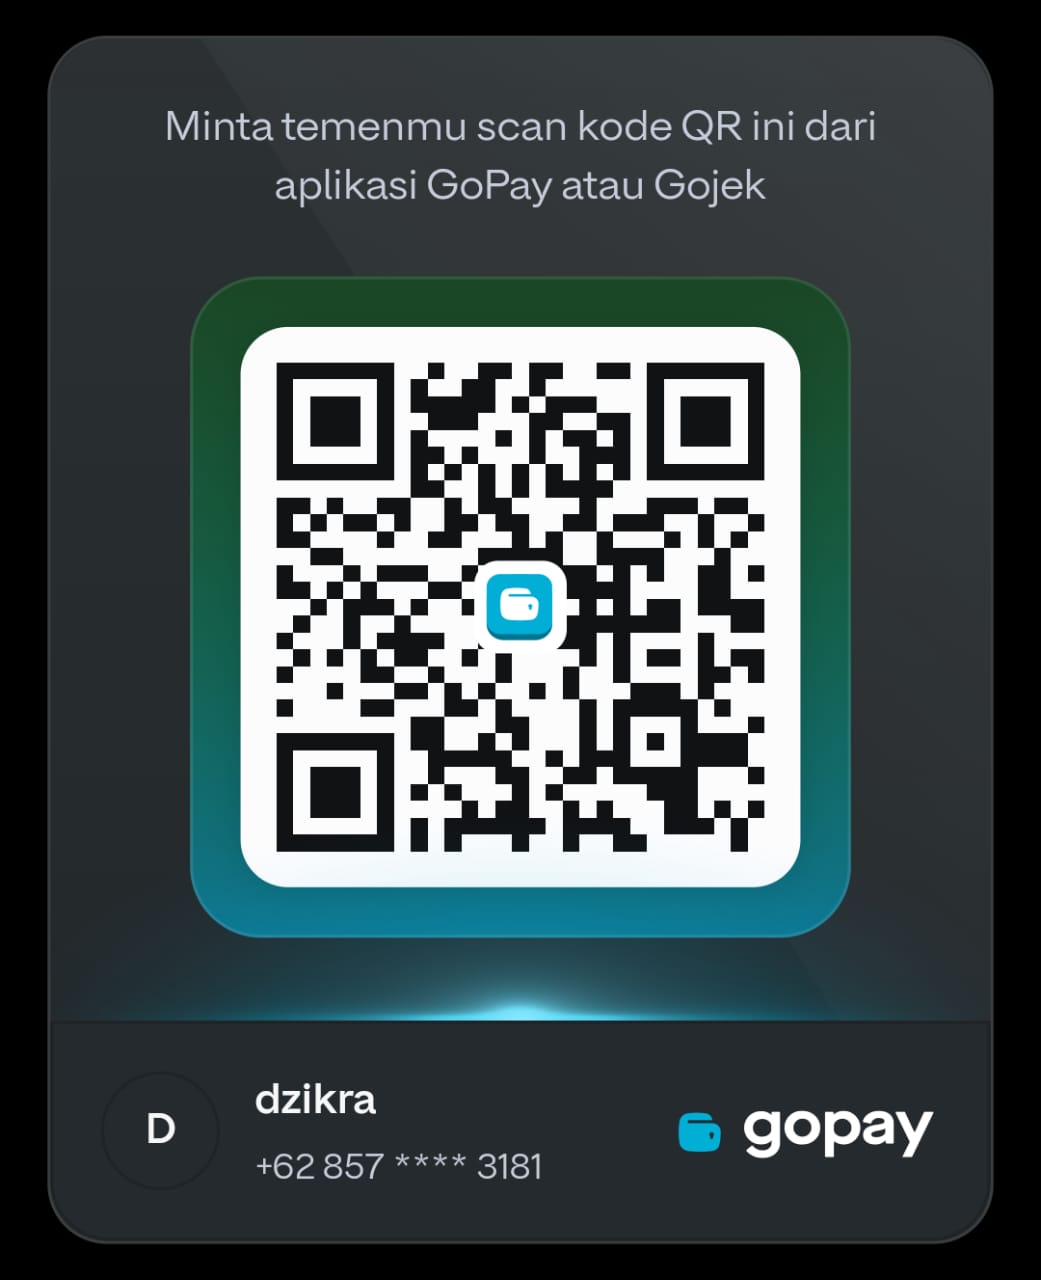 Minta temenmu scan kode QR ini dari
aplikasi GoPay atau Gojek
D
dzikra
+62 857 **** 3181
gopay